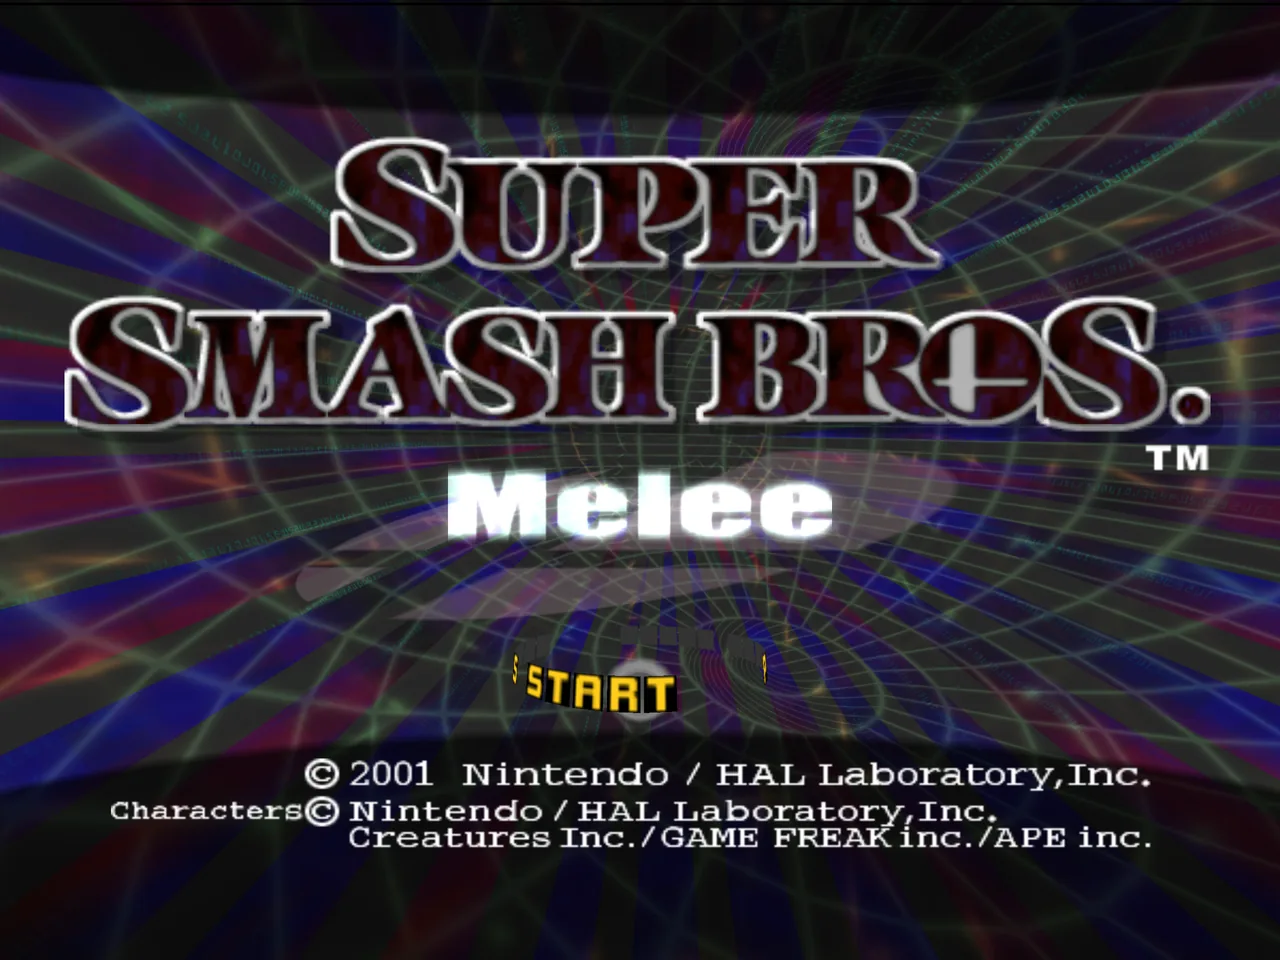 SUPER
SMASH BROS.
TM
Melee
START
© 2001 Nintendo / HAL Laboratory,Inc.
Characters © Nintendo / HAL Laboratory,Inc.
Creatures Inc./GAME FREAK inc./APE inc.